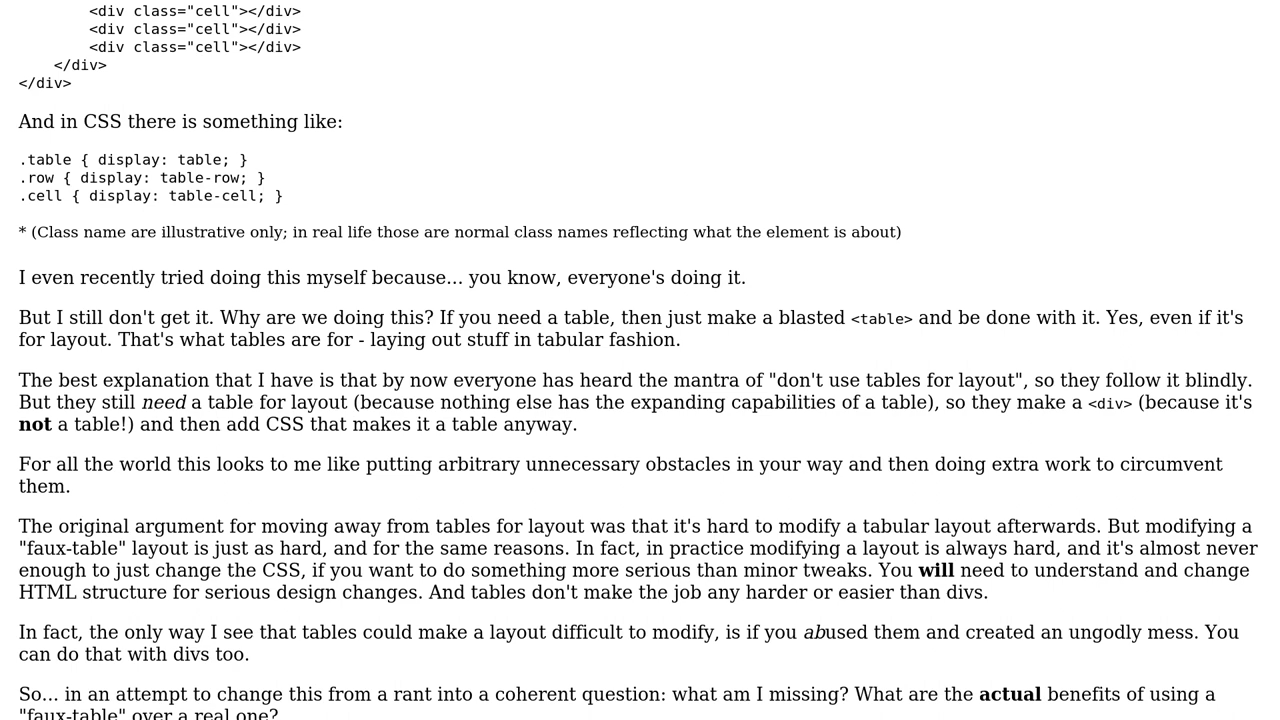 <div class="cell"></div>
<div class="cell"></div>
<div class="cell"></div>
</div>
</div>
And in CSS there is something like:
.table { display: table; }
.row { display: table-row; }
.cell { display: table-cell; }
* (Class name are illustrative only; in real life those are normal class names reflecting what the element is about)
I even recently tried doing this myself because... you know, everyone's doing it.
But I still don't get it. Why are we doing this? If you need a table, then just make a blasted <table> and be done with it. Yes, even if it's
for layout. That's what tables are for - laying out stuff in tabular fashion.
The best explanation that I have is that by now everyone has heard the mantra of "don't use tables for layout", so they follow it blindly.
But they still need a table for layout (because nothing else has the expanding capabilities of a table), so they make a <div> (because it's
not a table!) and then add CSS that makes it a table anyway.
For all the world this looks to me like putting arbitrary unnecessary obstacles in your way and then doing extra work to circumvent
them.
The original argument for moving away from tables for layout was that it's hard to modify a tabular layout afterwards. But modifying a
"faux-table" layout is just as hard, and for the same reasons. In fact, in practice modifying a layout is always hard, and it's almost never
enough to just change the CSS, if you want to do something more serious than minor tweaks. You will need to understand and change
HTML structure for serious design changes. And tables don't make the job any harder or easier than divs.
In fact, the only way I see that tables could make a layout difficult to modify, is if you abused them and created an ungodly mess. You
can do that with divs too.
So... in an attempt to change this from a rant into a coherent question: what am I missing? What are the actual benefits of using a
"faux-table" over a real one?